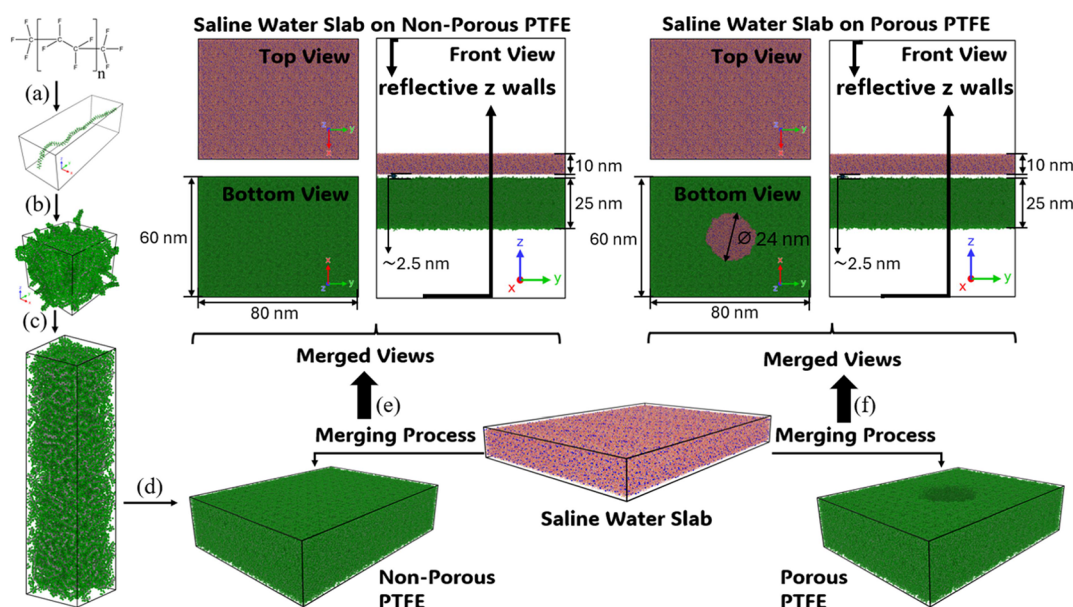 Saline Water Slab on Non-Porous PTFE
Saline Water Slab on Porous PTFE
F F F F F F F F F F
C C C C
n
(a)
(b)
(c)
(d)
Top View
z y
x
Front View
reflective z walls
10 nm
25 nm
~2.5 nm
z
x y
Bottom View
60 nm
80 nm
x
z y
Merged Views
(e)
Top View
z y
x
Front View
reflective z walls
10 nm
25 nm
~2.5 nm
z
x y
Bottom View
Ø 24 nm
60 nm
80 nm
x
z y
Merged Views
(f)
Merging Process
Merging Process
Saline Water Slab
Non-Porous
PTFE
Porous
PTFE